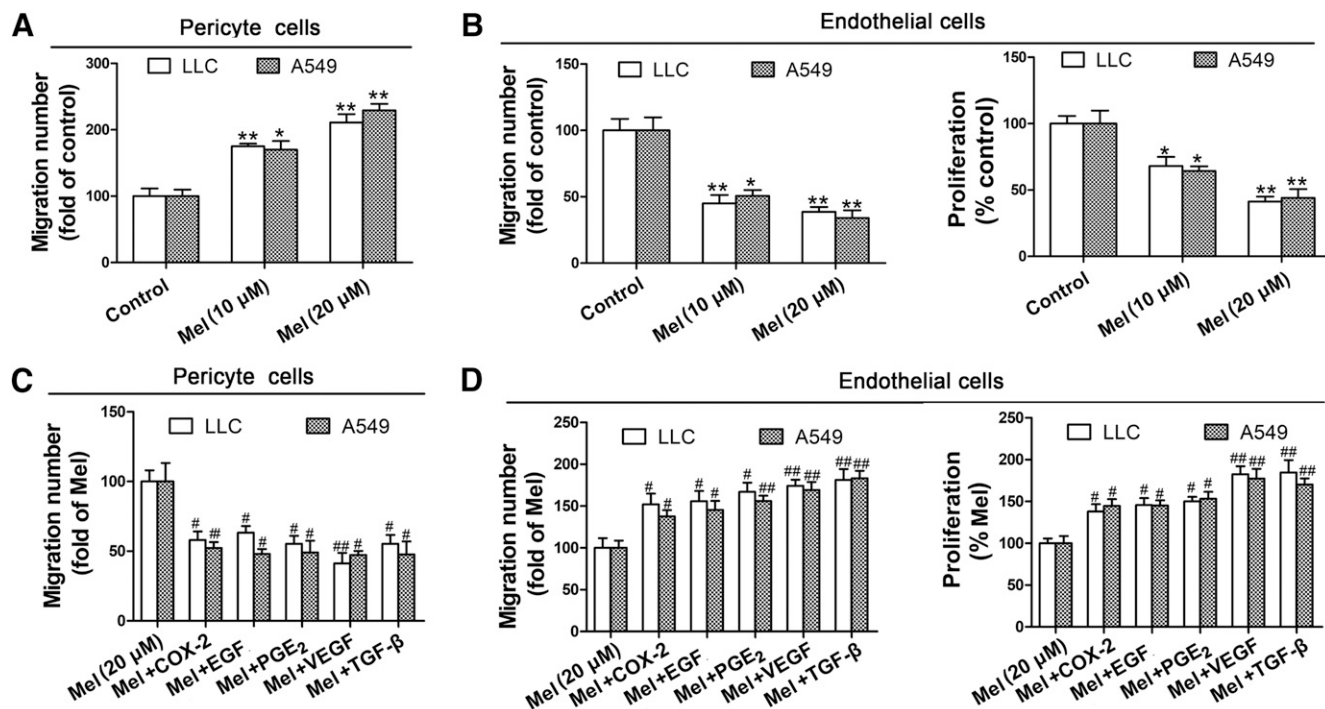 A
Pericyte cells
Migration number
(fold of control)
300
200
100
0
LLC
A549
** *
** **
Control
Mel (10 μM)
Mel (20 μM)
B
Endothelial cells
Migration number
(fold of control)
150
100
50
0
LLC
A549
** *
** **
Control
Mel (10 μM)
Mel (20 μM)
Proliferation
(% control)
150
100
50
0
LLC
A549
* *
** **
Control
Mel (10 μM)
Mel (20 μM)
C
Pericyte cells
Migration number
(fold of Mel)
150
100
50
0
LLC
A549
# ##
# #
# #
## #
# #
Mel (20 μM)
Mel +COX-2
Mel +EGF
Mel +PGE2
Mel +VEGF
Mel +TGF-β
D
Endothelial cells
Migration number
(fold of Mel)
250
200
150
100
50
0
LLC
A549
# #
# #
# ##
## ##
## ##
Mel (20 μM)
Mel +COX-2
Mel +EGF
Mel +PGE2
Mel +VEGF
Mel +TGF-β
Proliferation
(% Mel)
250
200
150
100
50
0
LLC
A549
# #
# #
# #
## ##
## ##
Mel (20 μM)
Mel +COX-2
Mel +EGF
Mel +PGE2
Mel +VEGF
Mel +TGF-β